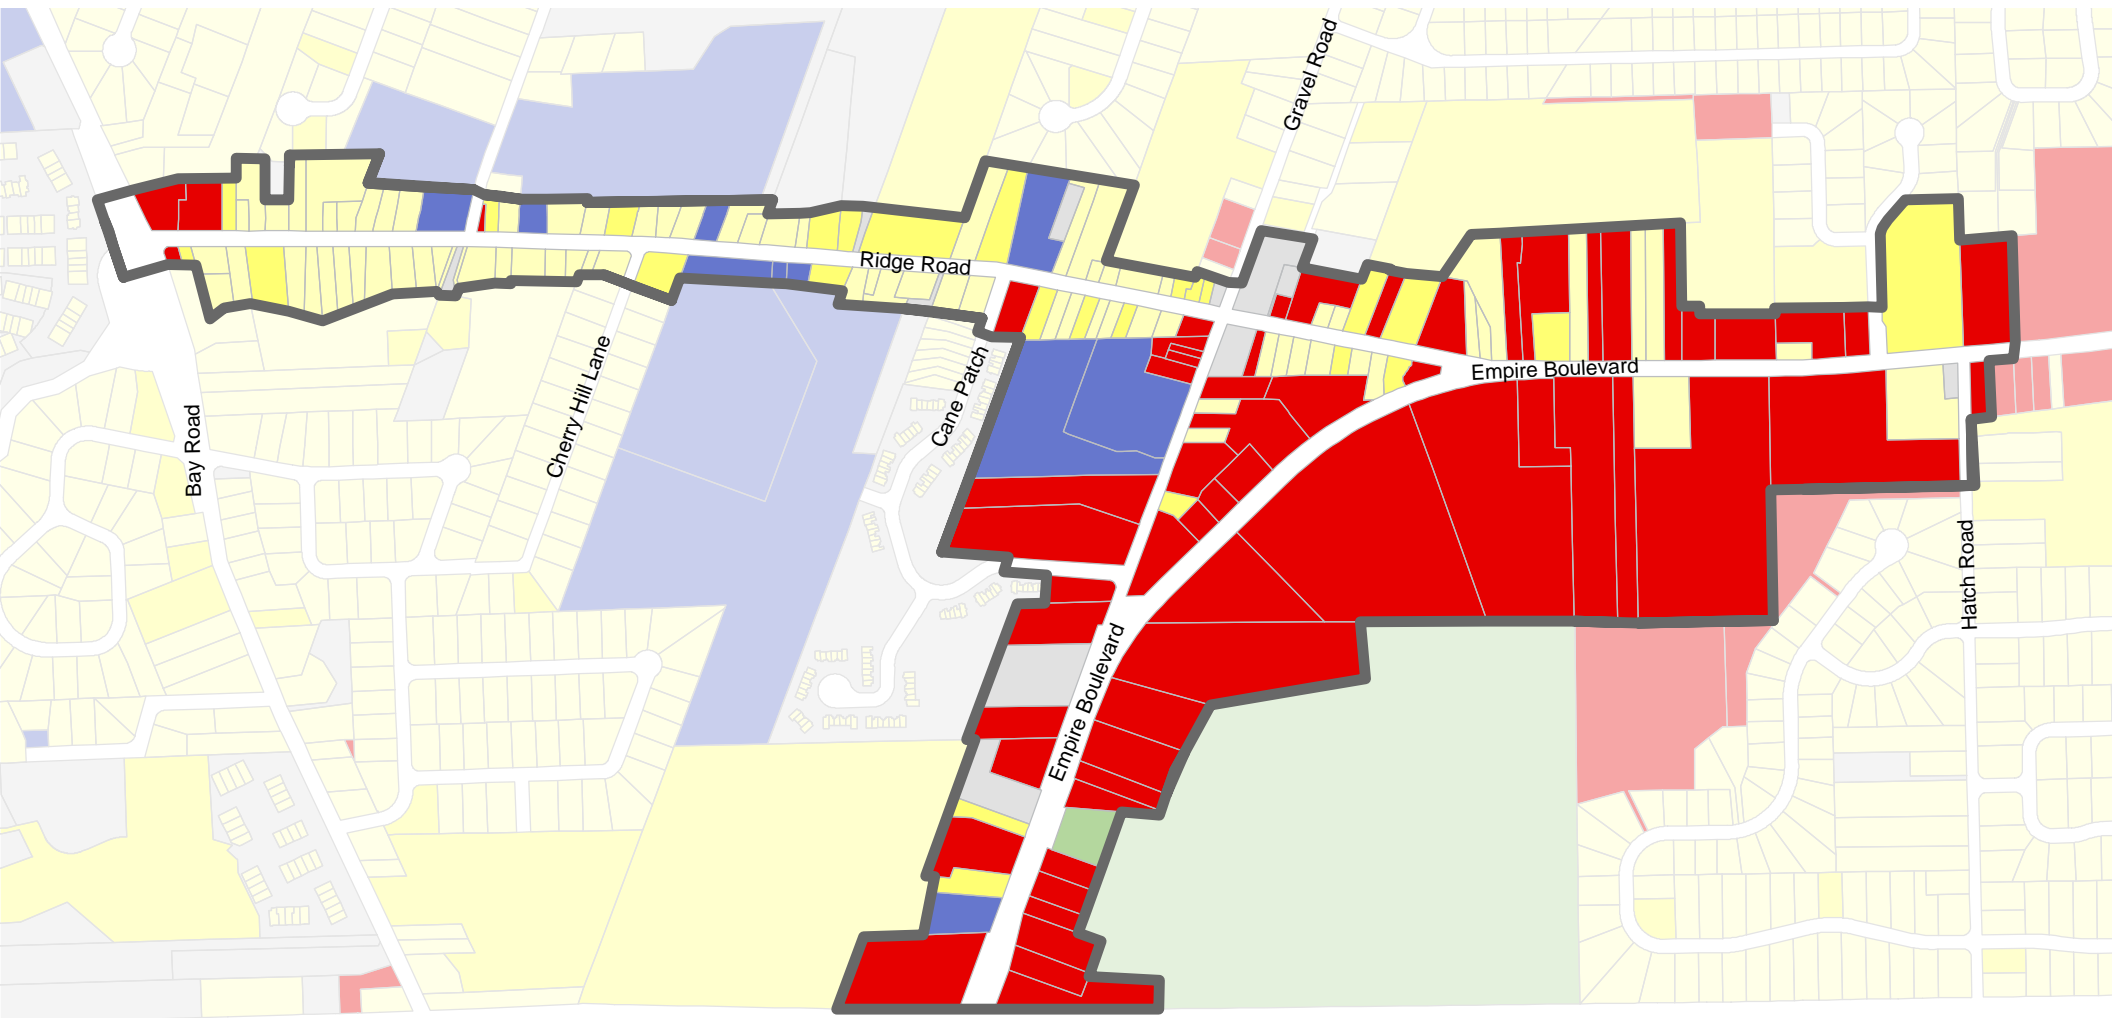 Gravel Road
Ridge Road
Empire Boulevard
Cane Patch
Cherry Hill Lane
Bay Road
Hatch Road
Empire Boulevard